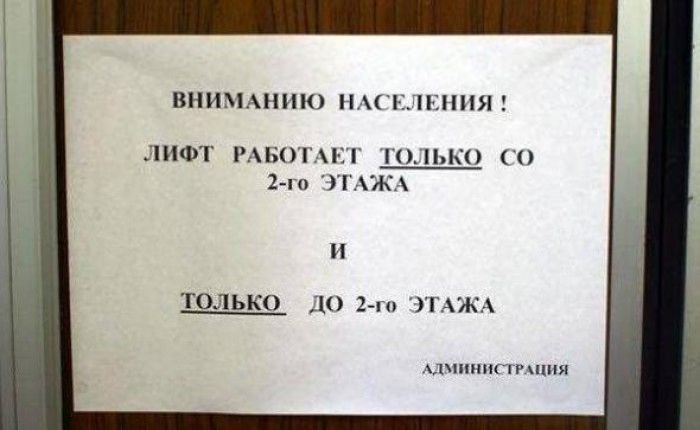 ВНИМАНИЮ НАСЕЛЕНИЯ !
ЛИФТ РАБОТАЕТ ТОЛЬКО СО
2-го ЭТАЖА
И
ТОЛЬКО ДО 2-го ЭТАЖА
АДМИНИСТРАЦИЯ